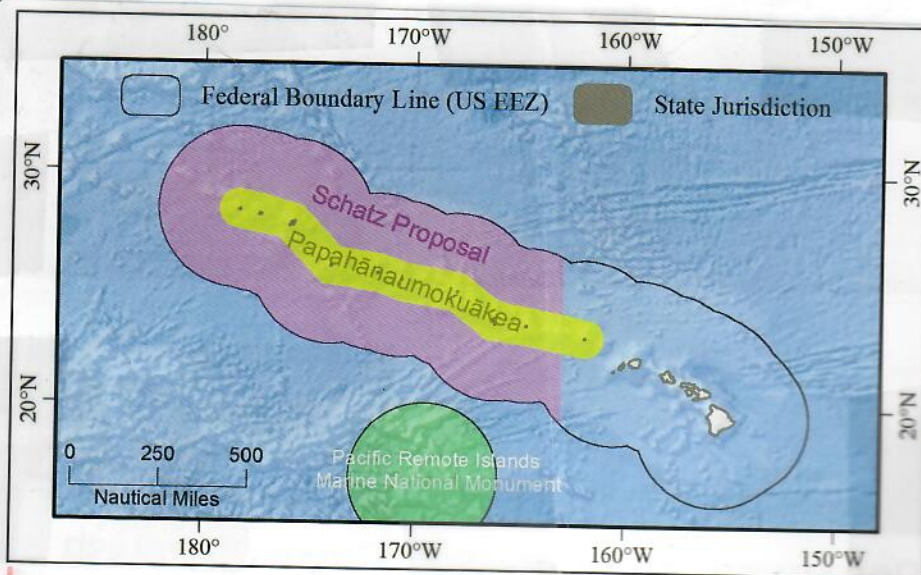 180° 170°W 160°W 150°W
Federal Boundary Line (US EEZ) State Jurisdiction
30°N 30°N
Schatz Proposal
Papahānaumokuākea
20°N 20°N
0 250 500
Nautical Miles
Pacific Remote Islands
Marine National Monument
180° 170°W 160°W 150°W